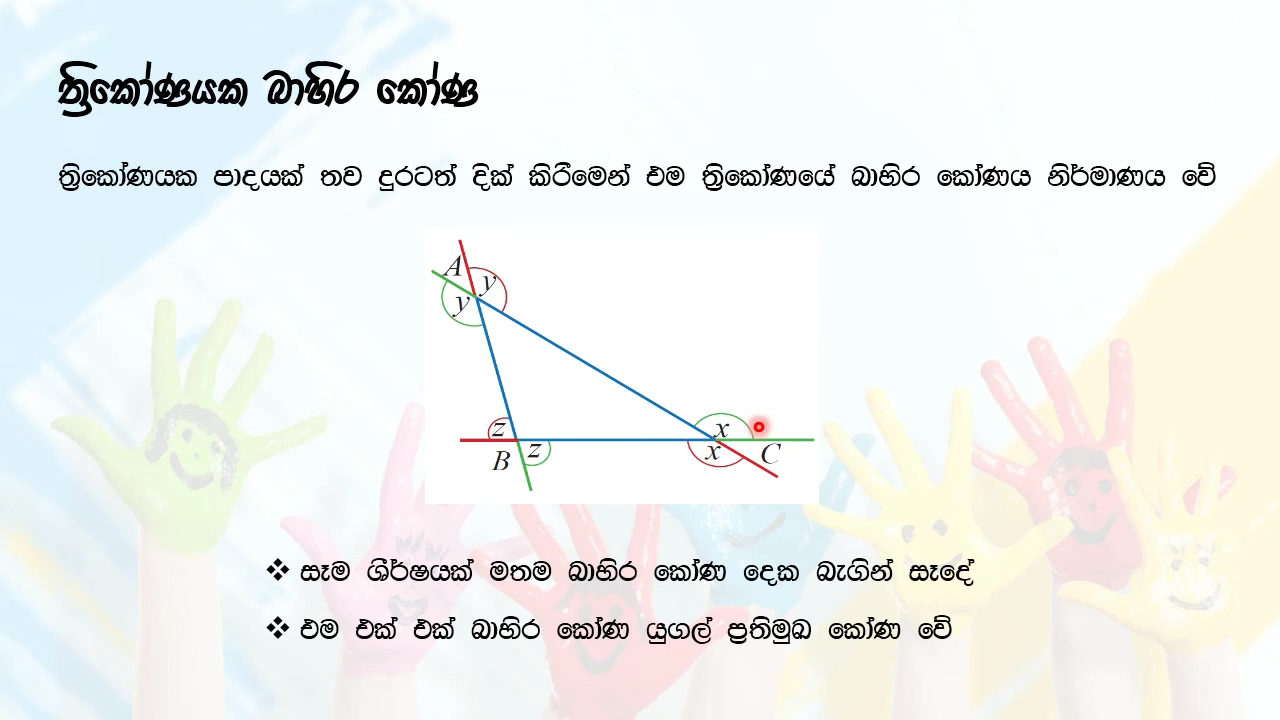 ත්‍රිකෝණයක බාහිර කෝණ
ත්‍රිකෝණයක පාදයක් තව දුරටත් දික් කිරීමෙන් එම ත්‍රිකෝණයේ බාහිර කෝණය නිර්මාණය වේ
A
y
y
z
x
B
z
x
C
❖ සෑම ශීර්ෂයක් මතම බාහිර කෝණ දෙක බැගින් සෑදේ
❖ එම එක් එක් බාහිර කෝණ යුගල් ප්‍රතිමුඛ කෝණ වේ